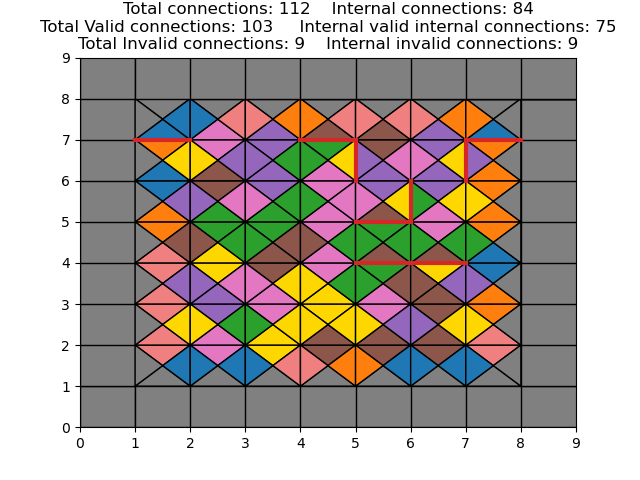 Total connections: 112    Internal connections: 84
Total Valid connections: 103     Internal valid internal connections: 75
Total Invalid connections: 9    Internal invalid connections: 9
9
8
7
6
5
4
3
2
1
0
0 1 2 3 4 5 6 7 8 9